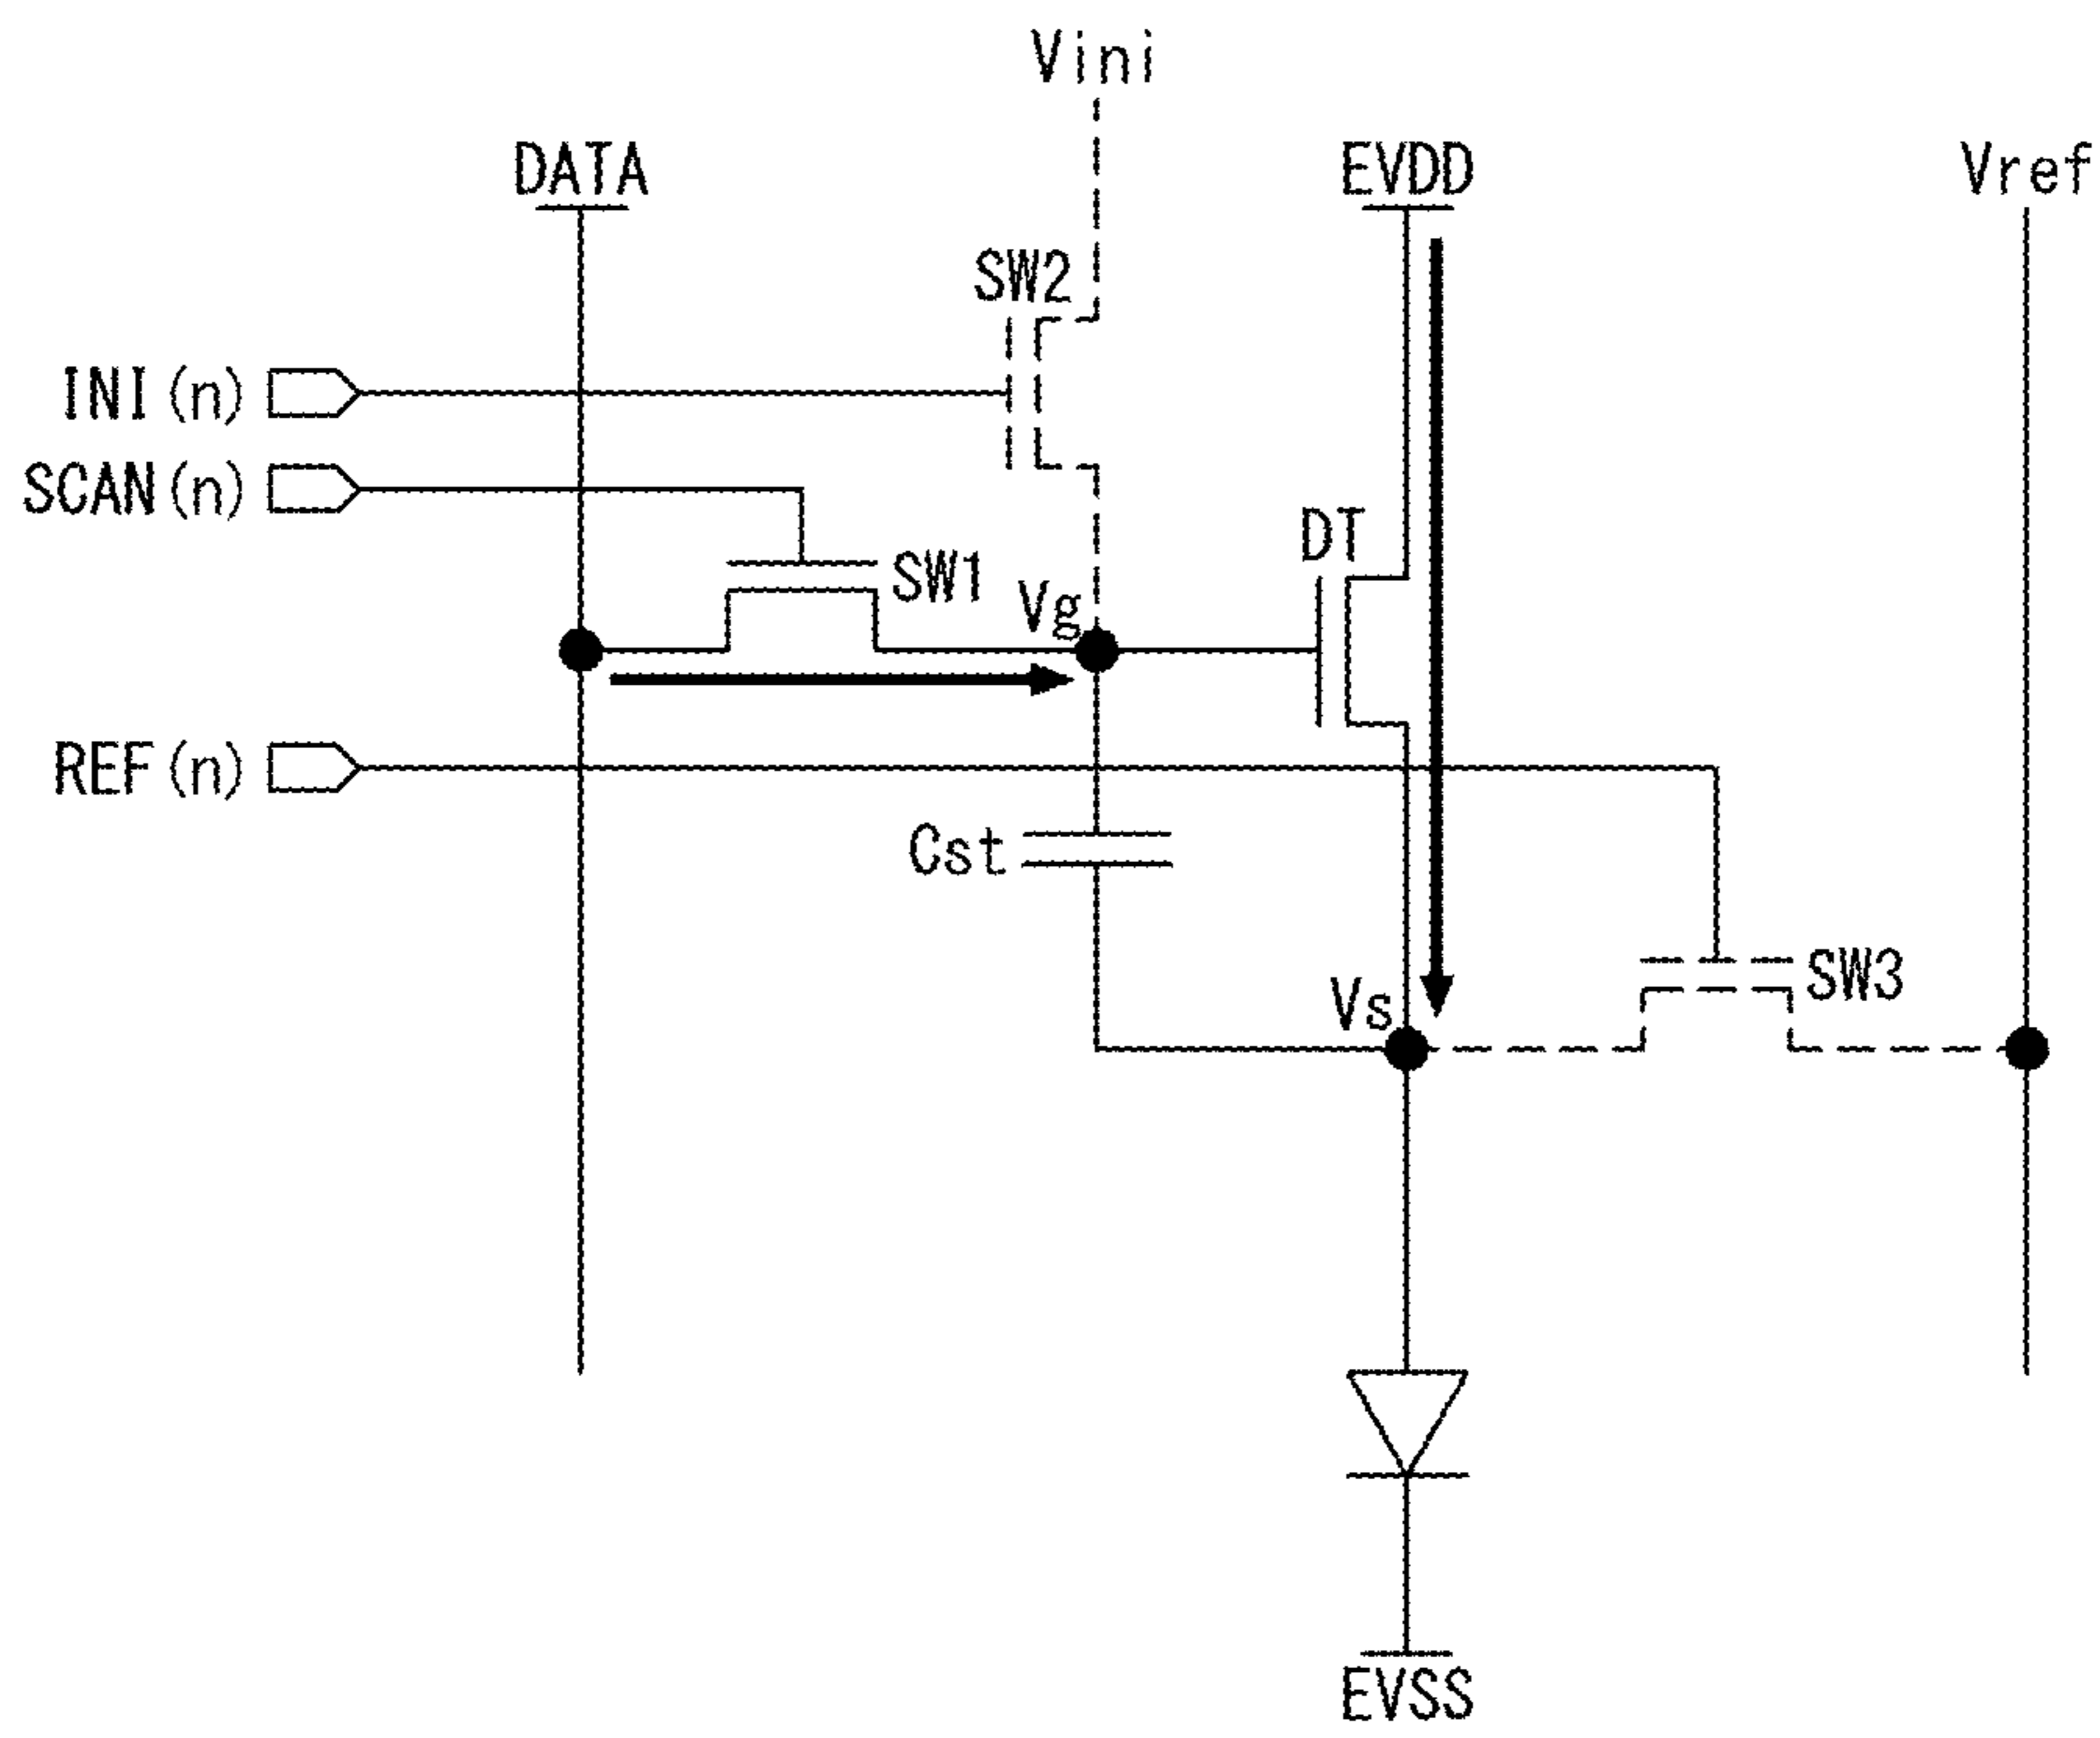 Vini
DATA
EVDD
Vref
SW2
INI(n)
SCAN(n)
DT
SW1
Vg
REF(n)
Cst
SW3
Vs
EVSS